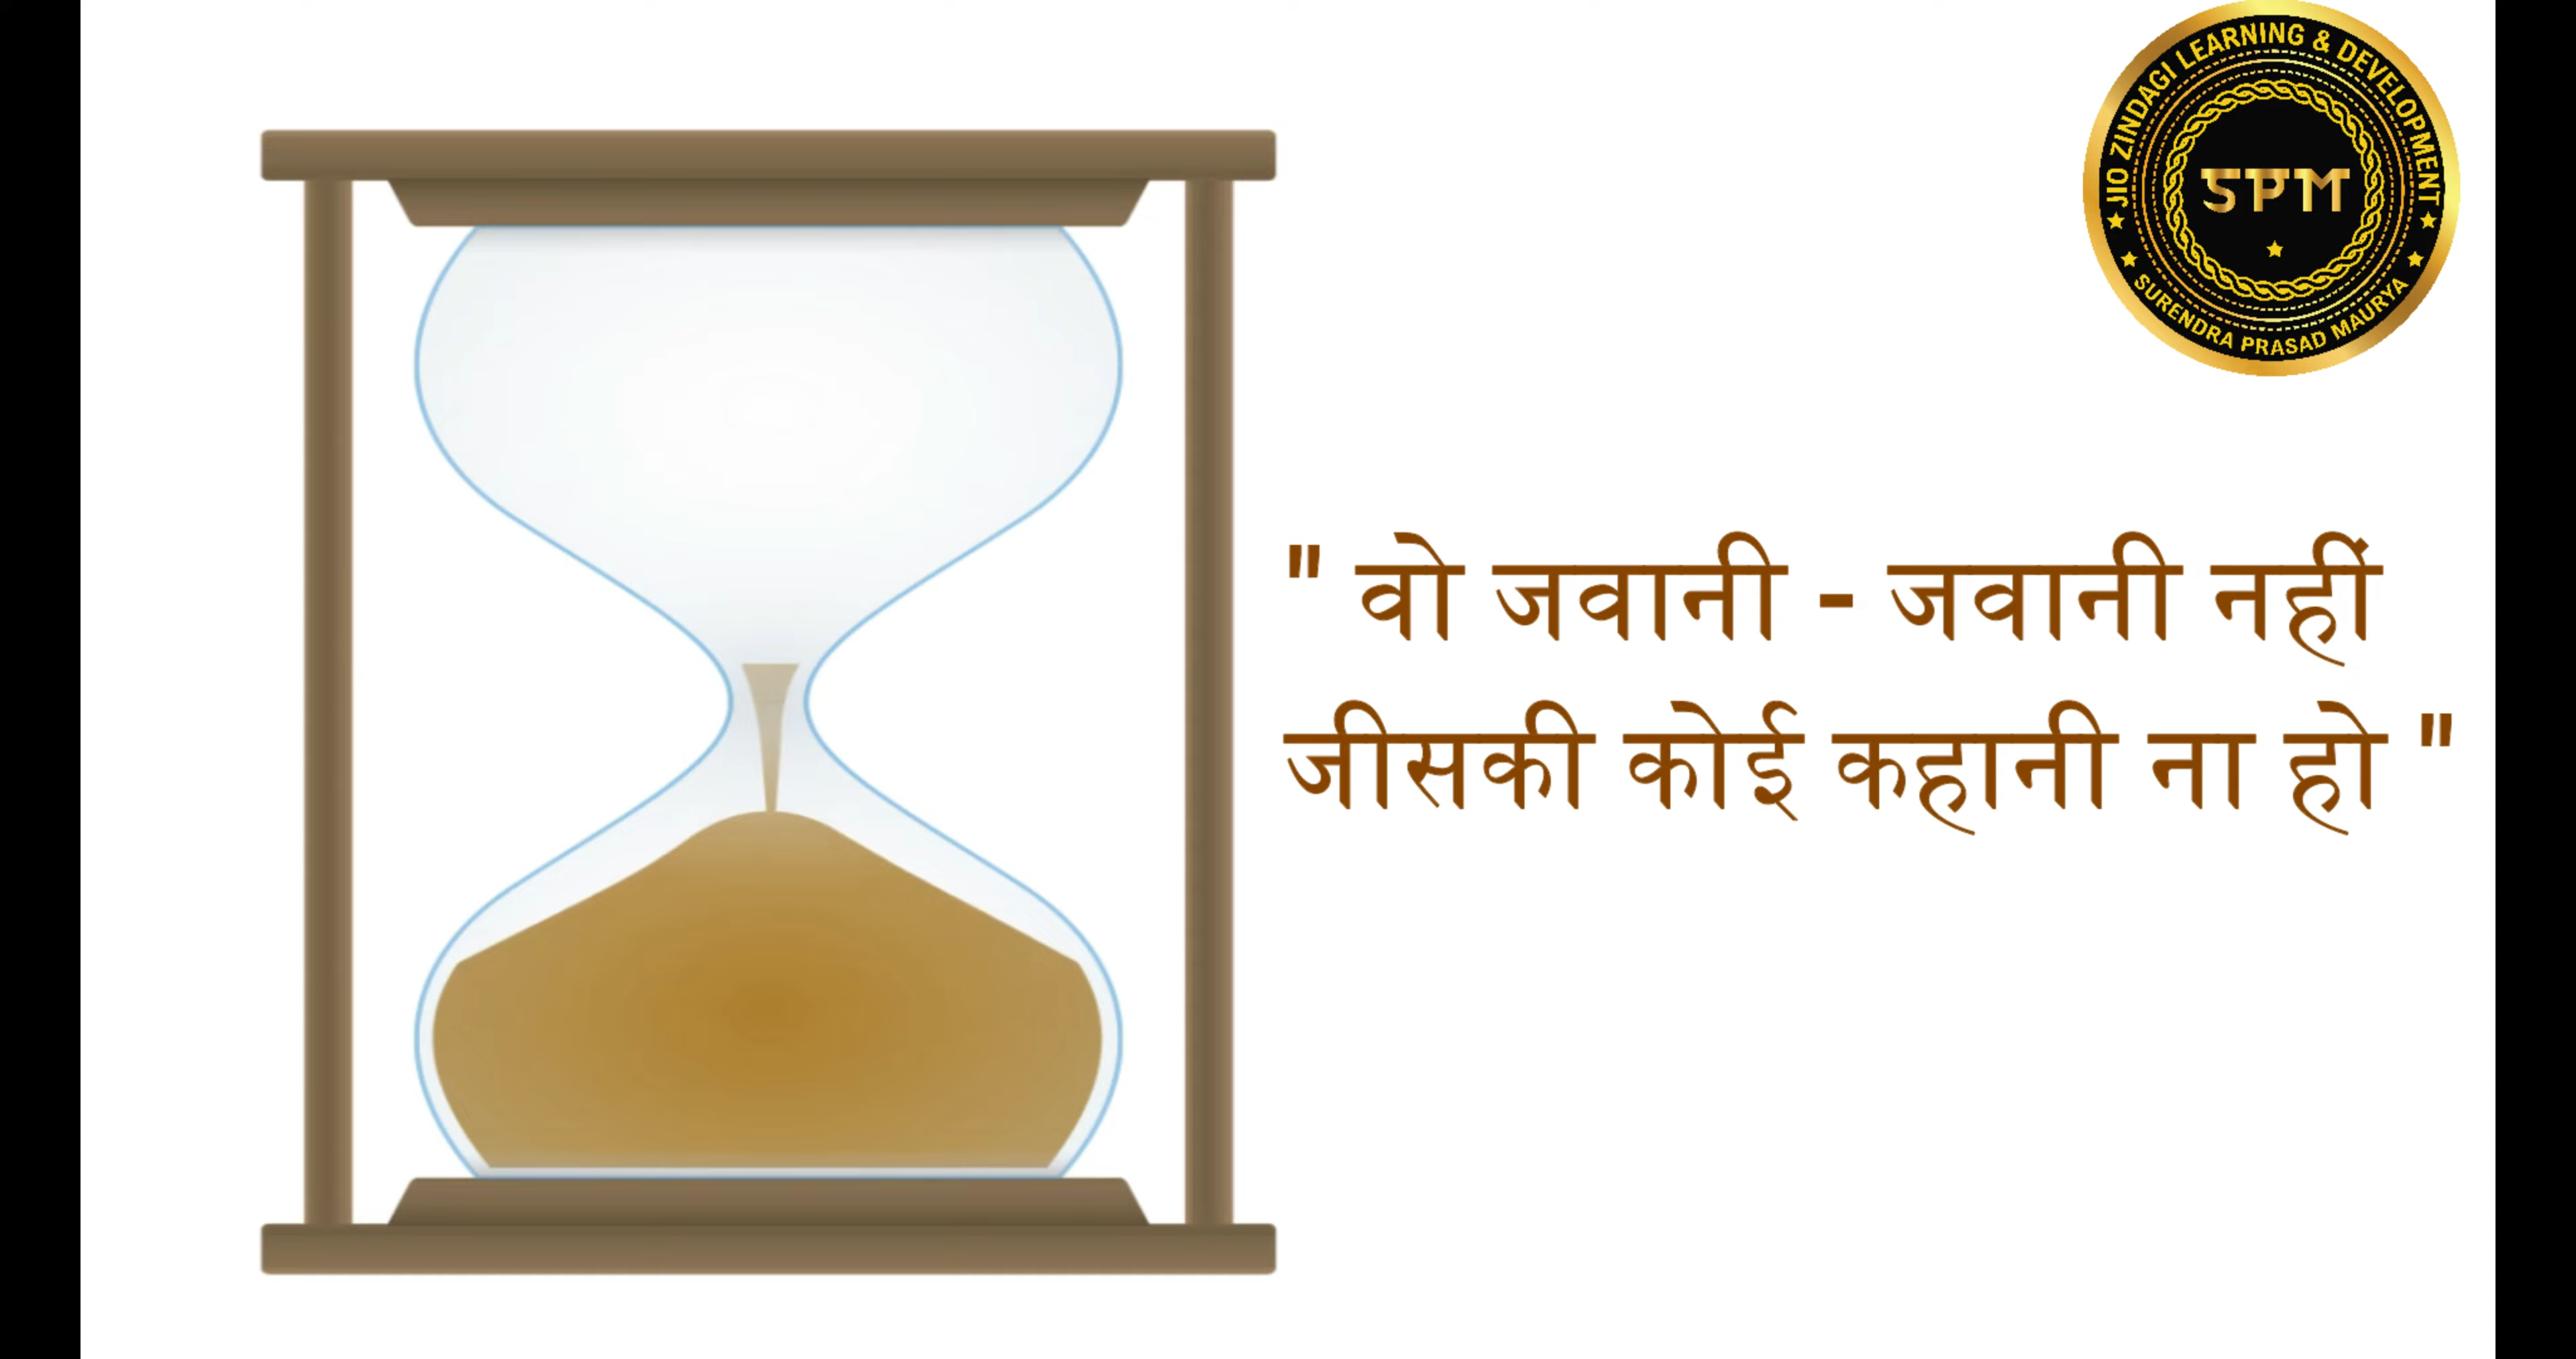 JIO ZINDAGI LEARNING & DEVELOPMENT
SPM
SURENDRA PRASAD MAURYA
" वो जवानी - जवानी नहीं
जीसकी कोई कहानी ना हो "